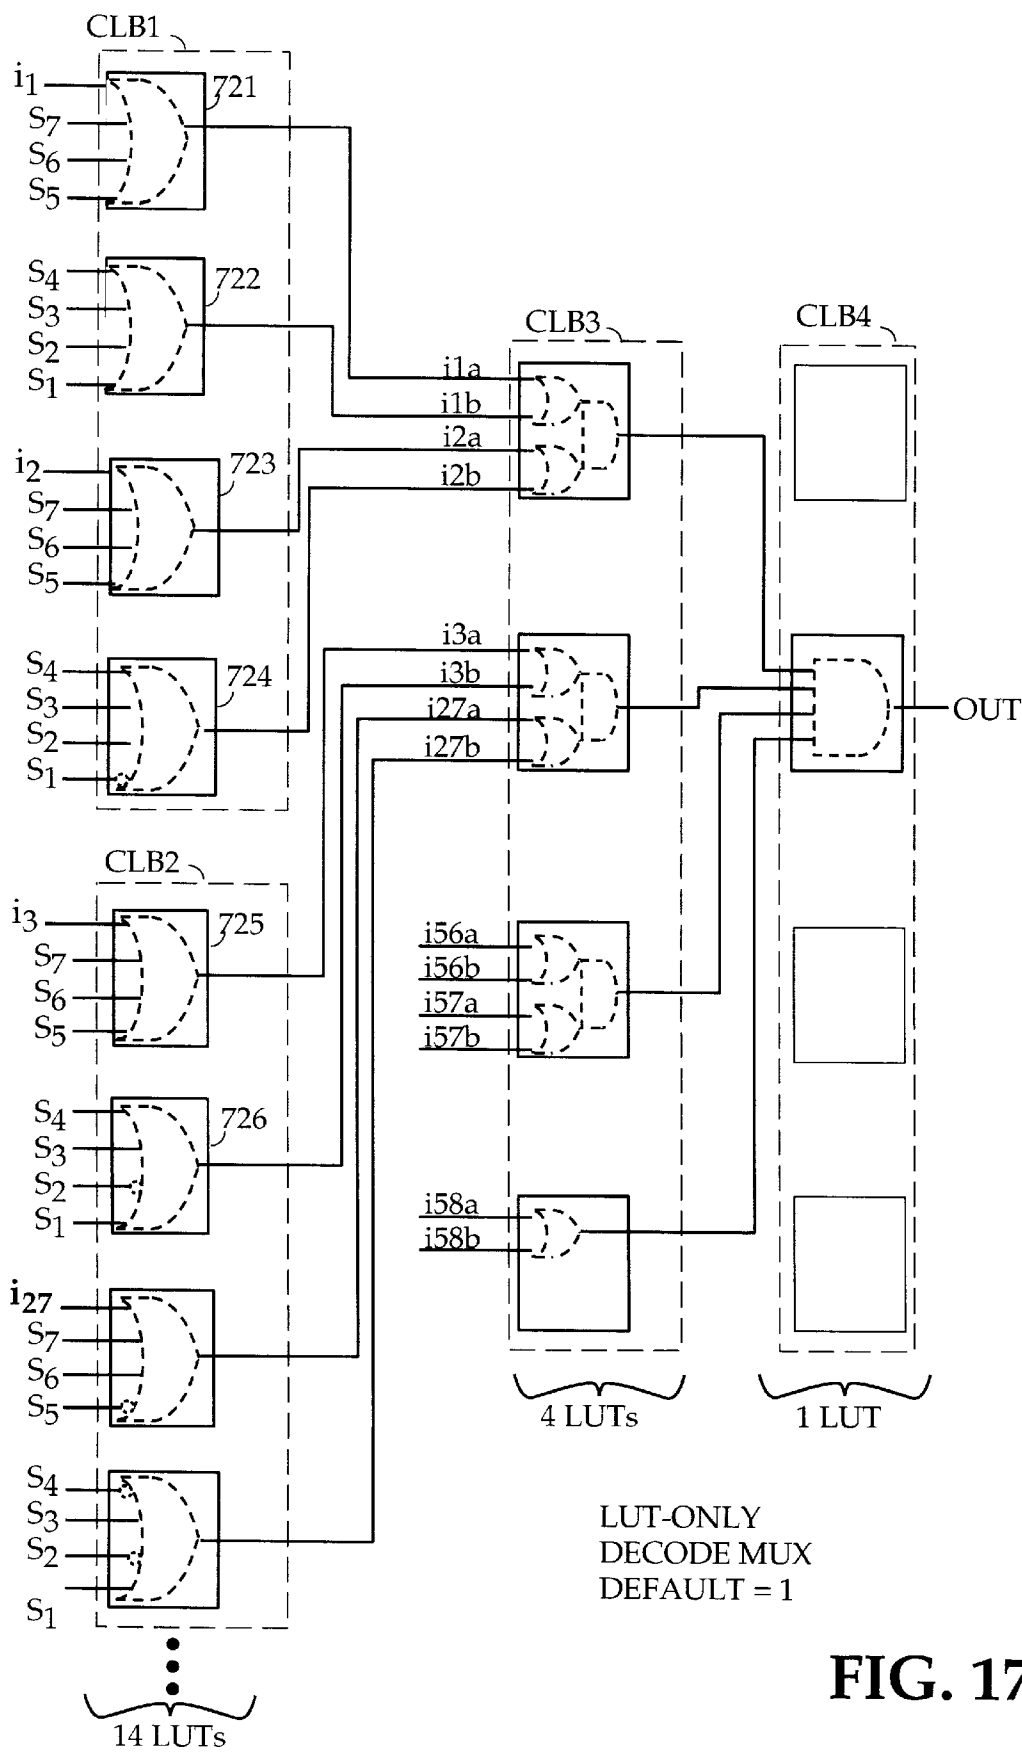 CLB1
i1
S7
S6
S5
721
S4
S3
S2
S1
722
i2
S7
S6
S5
723
S4
S3
S2
S1
724
CLB2
i3
S7
S6
S5
725
S4
S3
S2
S1
726
i27
S7
S6
S5
S4
S3
S2
S1
14 LUTs
CLB3
i1a
i1b
i2a
i2b
i3a
i3b
i27a
i27b
i56a
i56b
i57a
i57b
i58a
i58b
4 LUTs
CLB4
OUT
1 LUT
LUT-ONLY
DECODE MUX
DEFAULT = 1
FIG. 17